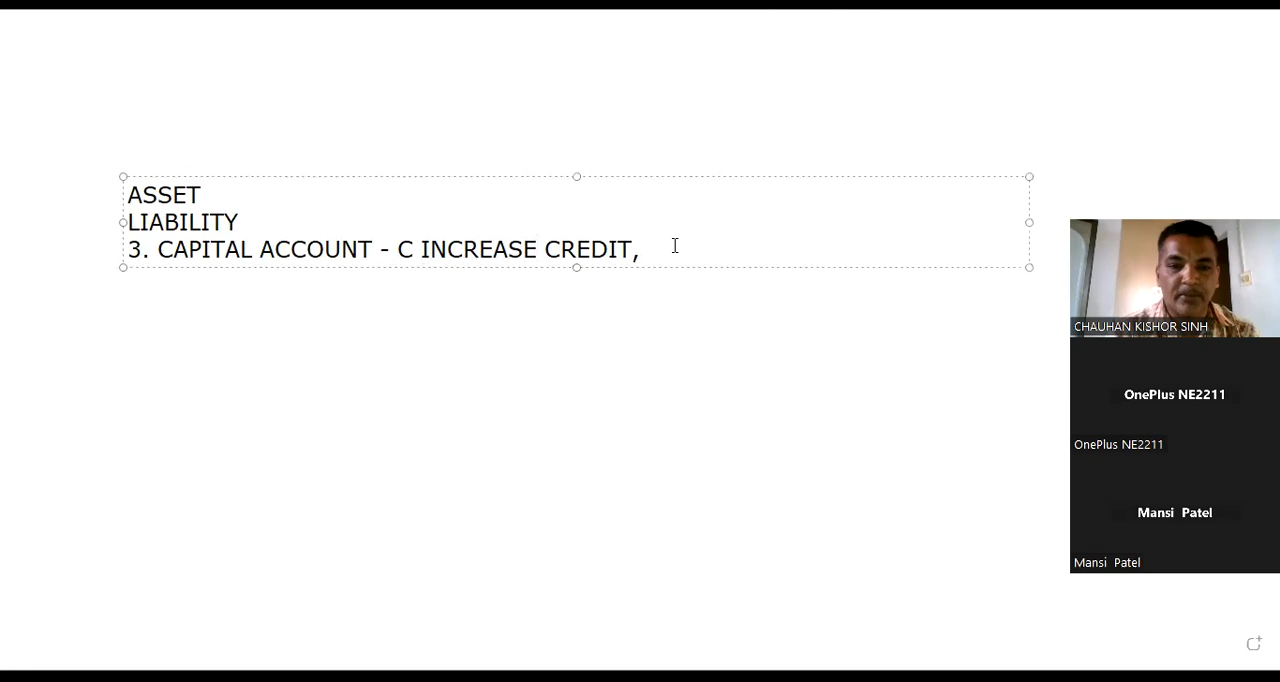 ASSET
LIABILITY
3. CAPITAL ACCOUNT - C INCREASE CREDIT,
CHAUHAN KISHOR SINH
OnePlus NE2211
OnePlus NE2211
Mansi Patel
Mansi Patel